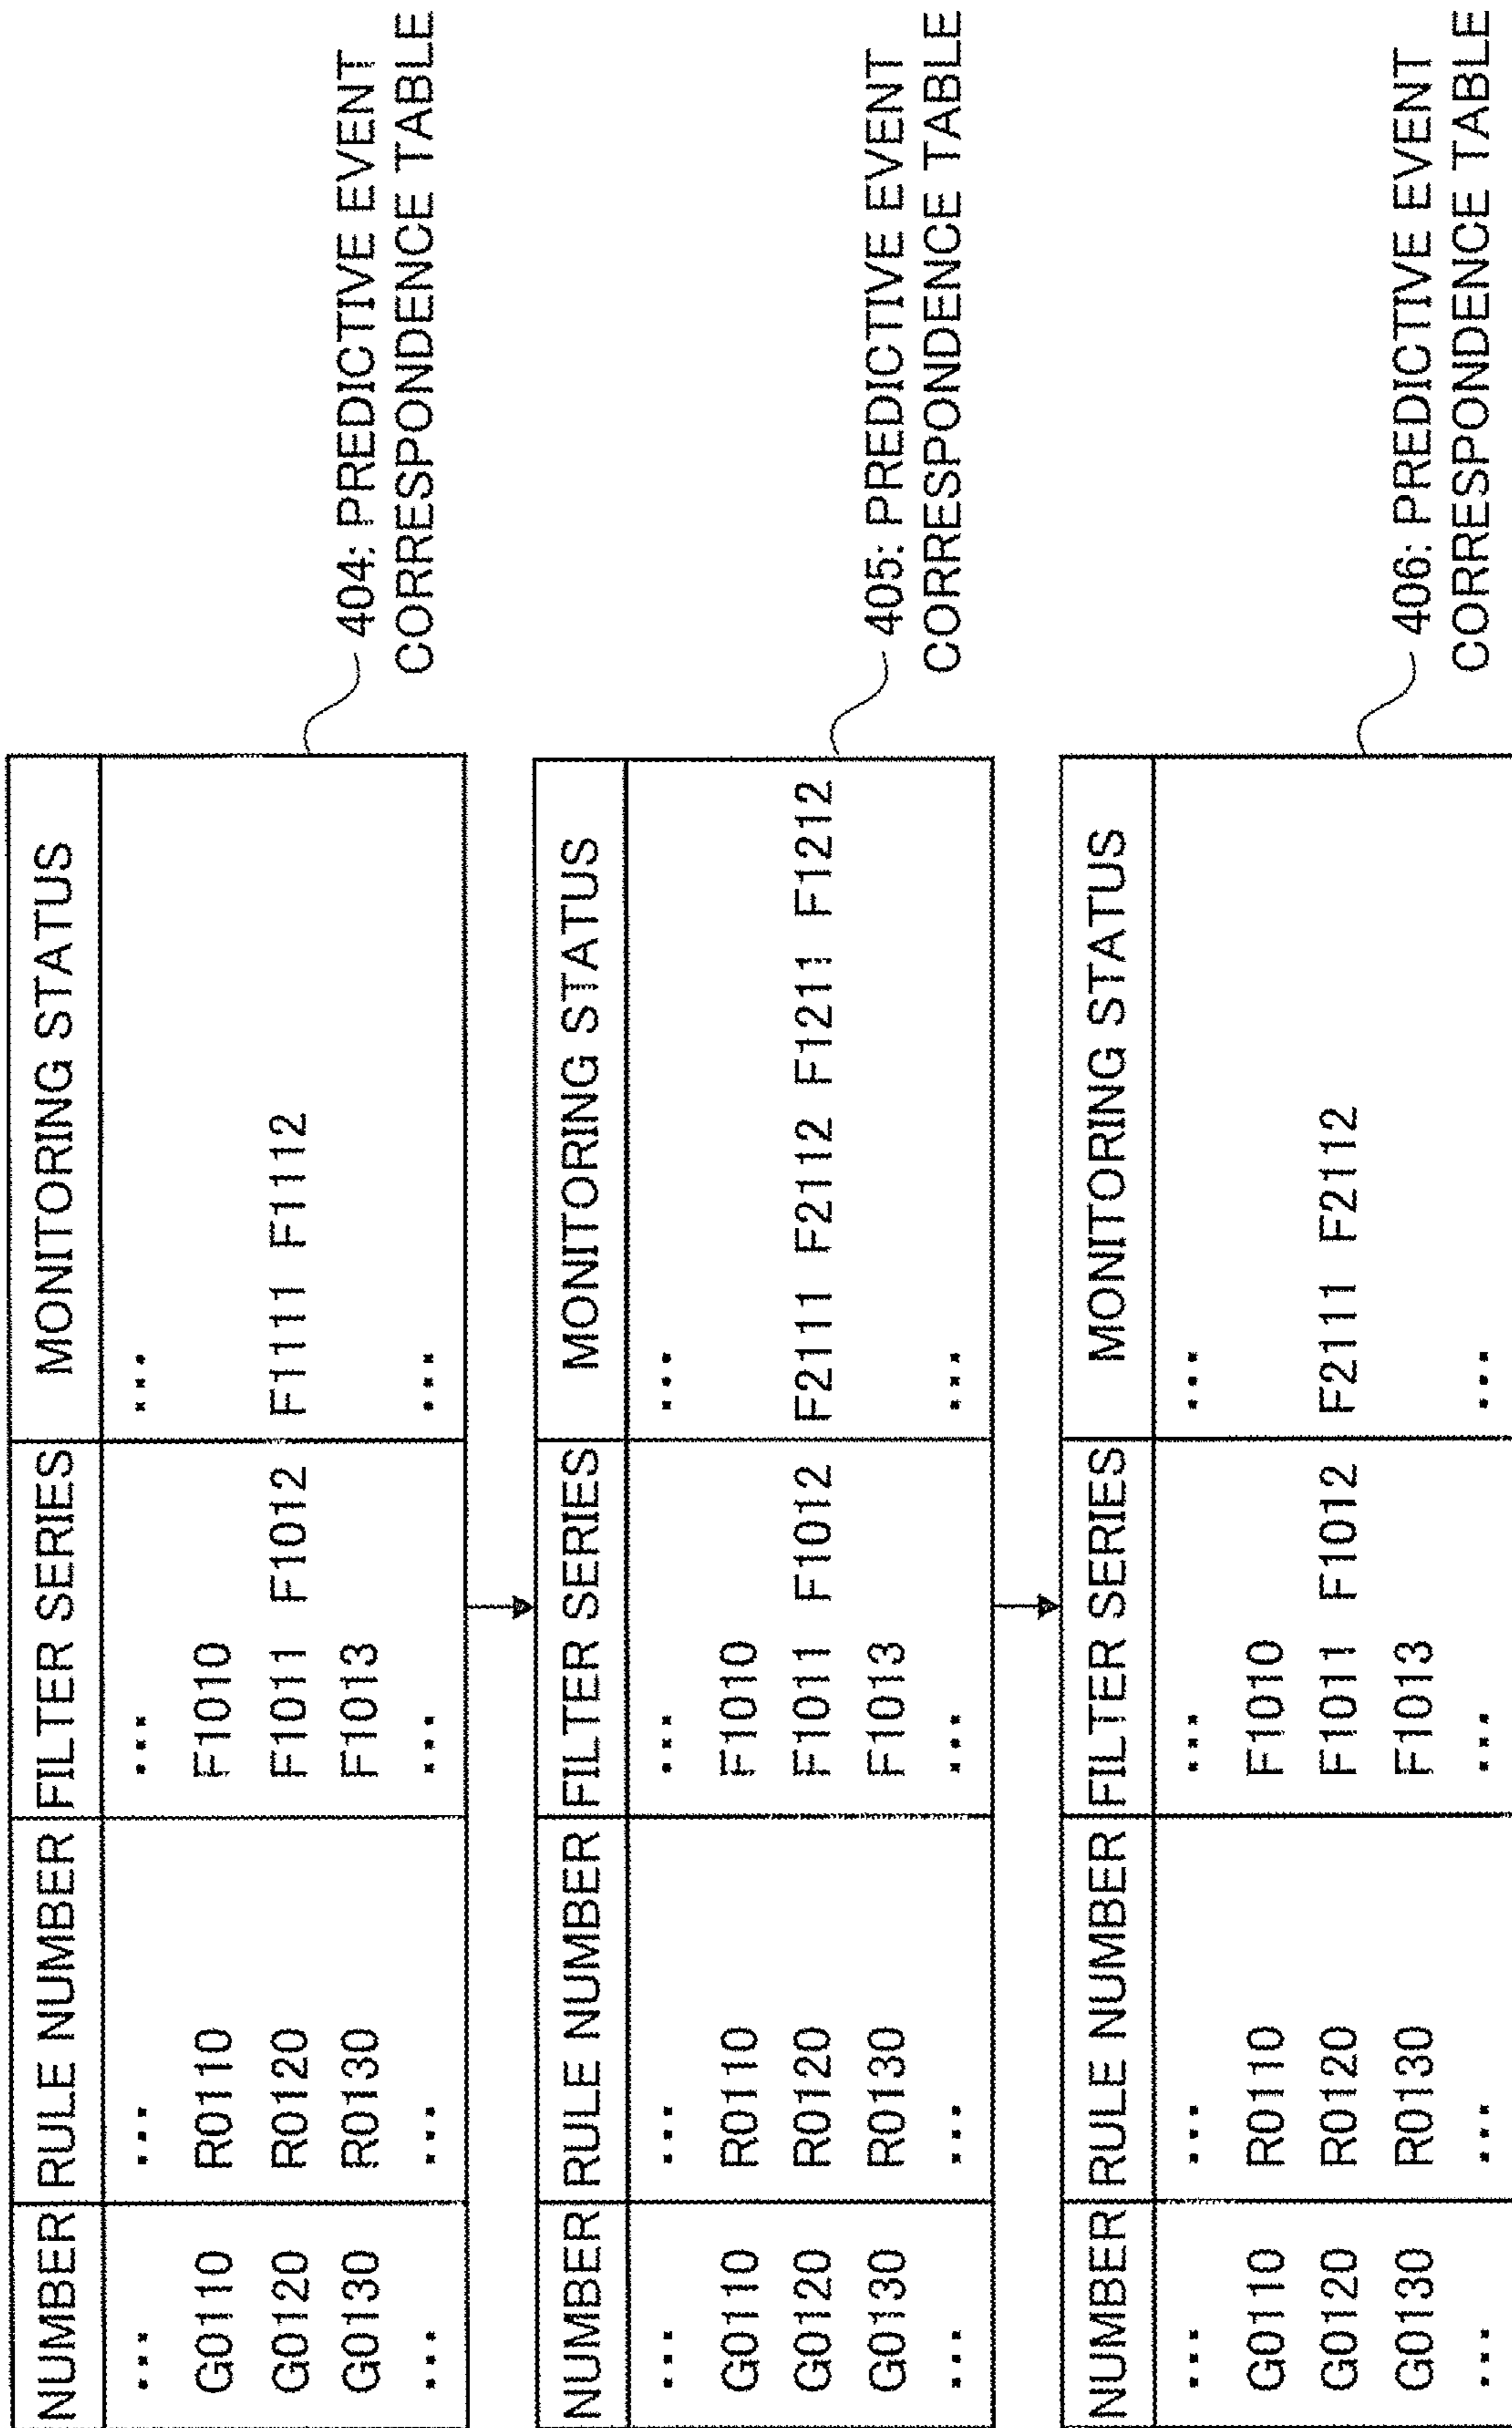 NUMBER RULE NUMBER FILTER SERIES MONITORING STATUS
... ... ... ...
G0110 R0110 F1010
G0120 R0120 F1011 F1012 F1111 F1112
G0130 R0130 F1013
... ... ... ...
404: PREDICTIVE EVENT
CORRESPONDENCE TABLE
NUMBER RULE NUMBER FILTER SERIES MONITORING STATUS
... ... ... ...
G0110 R0110 F1010
G0120 R0120 F1011 F1012 F2111 F2112 F1211 F1212
G0130 R0130 F1013
... ... ... ...
405: PREDICTIVE EVENT
CORRESPONDENCE TABLE
NUMBER RULE NUMBER FILTER SERIES MONITORING STATUS
... ... ... ...
G0110 R0110 F1010
G0120 R0120 F1011 F1012 F2111 F2112
G0130 R0130 F1013
... ... ... ...
406: PREDICTIVE EVENT
CORRESPONDENCE TABLE